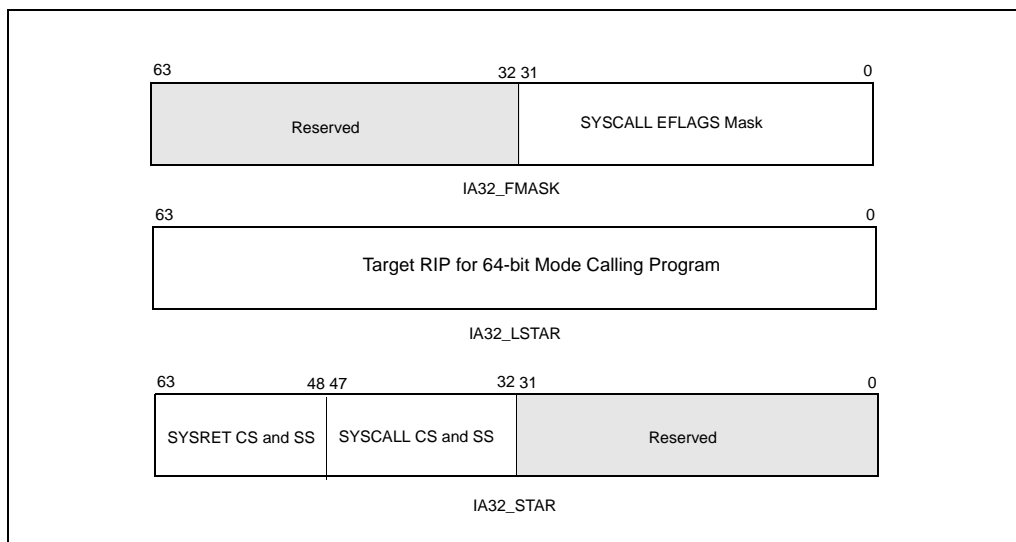 63 32 31 0
Reserved SYSCALL EFLAGS Mask
IA32_FMASK
63 0
Target RIP for 64-bit Mode Calling Program
IA32_LSTAR
63 48 47 32 31 0
SYSRET CS and SS SYSCALL CS and SS Reserved
IA32_STAR